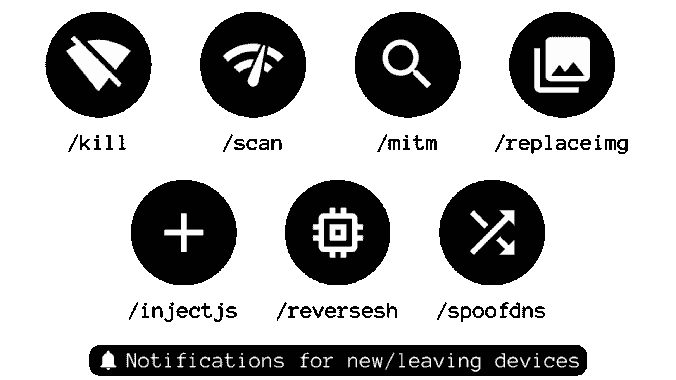 /kill /scan /mitm /replaceimg
/injectjs /reversesh /spoofdns
Notifications for new/leaving devices